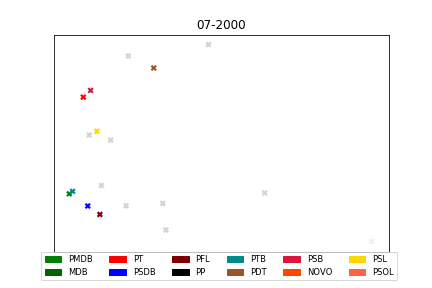 07-2000
PMDB PT PFL PTB PSB PSL
MDB PSDB PP PDT NOVO PSOL